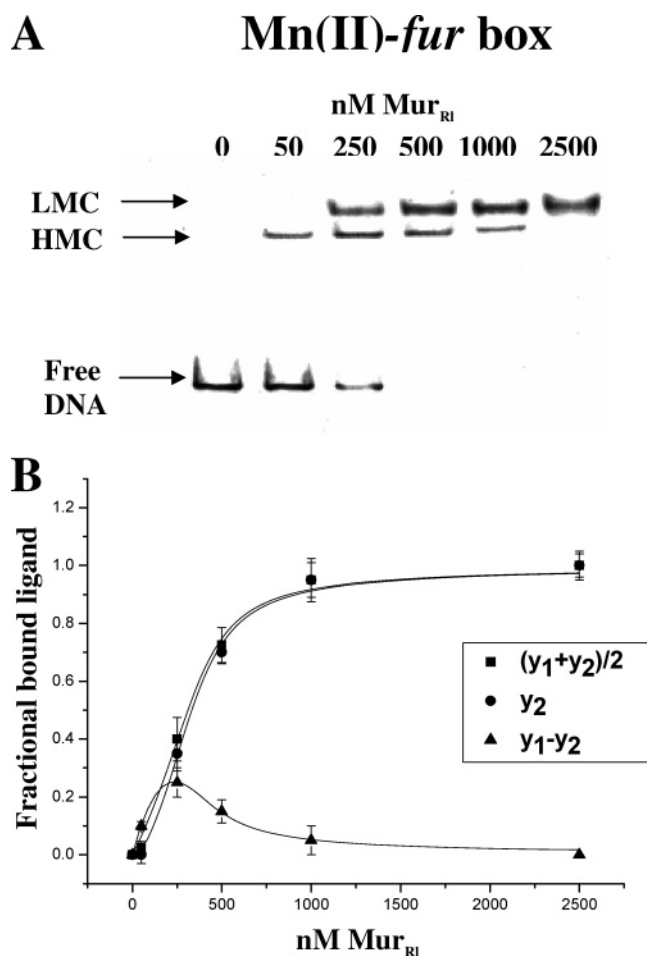 A Mn(II)-fur box
nM MurRl
0 50 250 500 1000 2500
LMC
HMC
Free
DNA
B
1.2
1.0
0.8
0.6
0.4
0.2
0.0
Fractional bound ligand
(y1+y2)/2
y2
y1-y2
0 500 1000 1500 2000 2500
nM MurRl